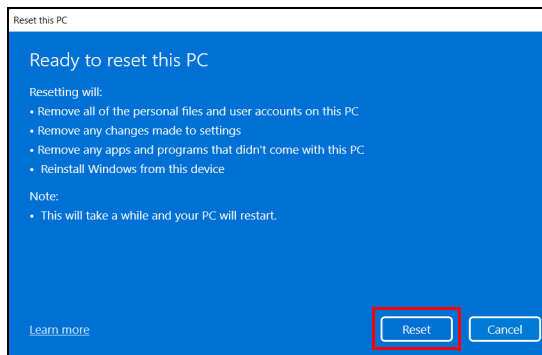 Reset this PC
Ready to reset this PC
Resetting will:
• Remove all of the personal files and user accounts on this PC
• Remove any changes made to settings
• Remove any apps and programs that didn't come with this PC
• Reinstall Windows from this device
Note:
• This will take a while and your PC will restart.
Learn more
Reset
Cancel